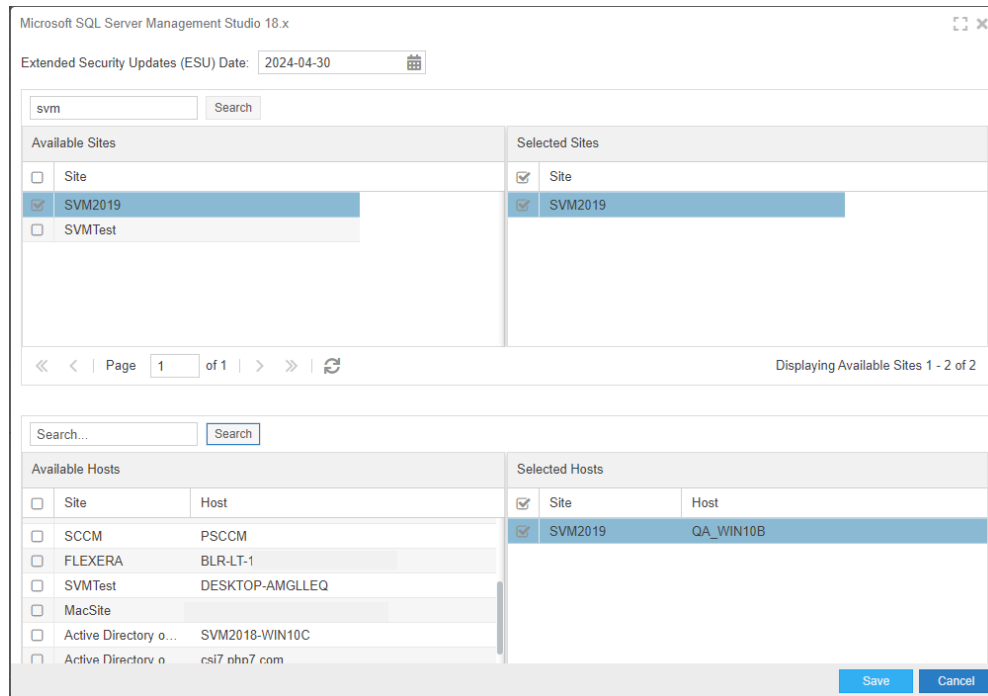 Microsoft SQL Server Management Studio 18.x
Extended Security Updates (ESU) Date: 2024-04-30
svm Search
Available Sites Selected Sites
Site Site
SVM2019 SVM2019
SVMTest
Page 1 of 1 Displaying Available Sites 1 - 2 of 2
Search... Search
Available Hosts Selected Hosts
Site Host Site Host
SCCM PSCCM SVM2019 QA_WIN10B
FLEXERA BLR-LT-1
SVMTest DESKTOP-AMGLLEQ
MacSite
Active Directory o... SVM2018-WIN10C
Active Directory o csi7.php7.com
Save Cancel